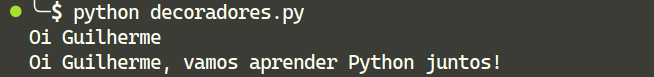 ╰─$ python decoradores.py
Oi Guilherme
Oi Guilherme, vamos aprender Python juntos!